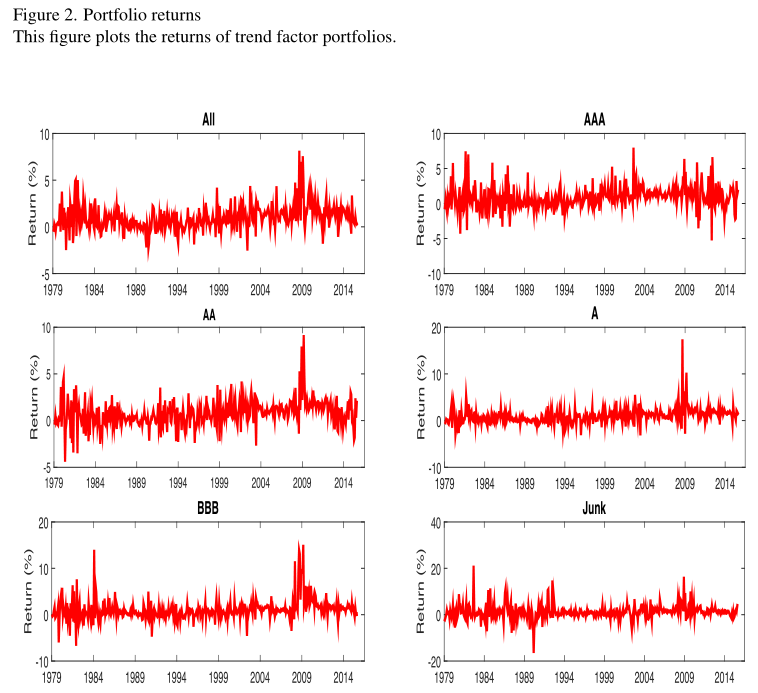 Figure 2. Portfolio returns
This figure plots the returns of trend factor portfolios.
All
10
5
0
-5
Return (%)
1979 1984 1989 1994 1999 2004 2009 2014
AAA
10
5
0
-5
-10
Return (%)
1979 1984 1989 1994 1999 2004 2009 2014
AA
10
5
0
-5
Return (%)
1979 1984 1989 1994 1999 2004 2009 2014
A
20
10
0
-10
Return (%)
1979 1984 1989 1994 1999 2004 2009 2014
BBB
20
10
0
-10
Return (%)
1979 1984 1989 1994 1999 2004 2009 2014
Junk
40
20
0
-20
Return (%)
1979 1984 1989 1994 1999 2004 2009 2014